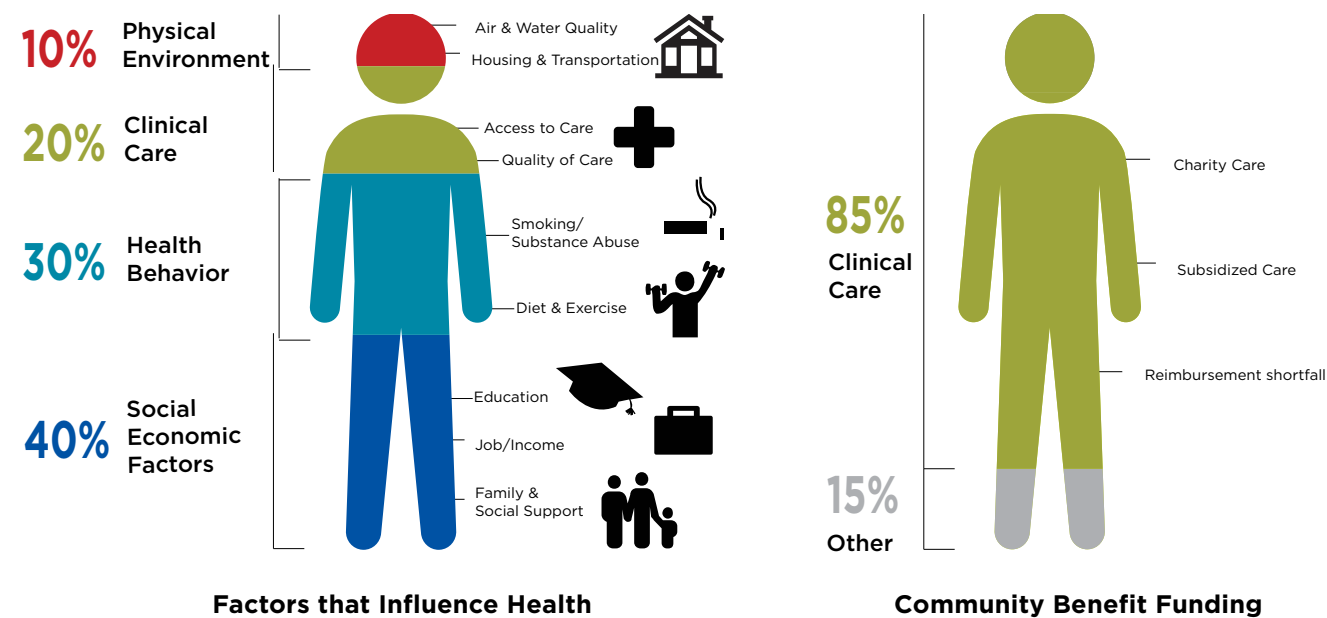 10%
Physical
Environment
Air & Water Quality
Housing & Transportation
20%
Clinical
Care
Access to Care
Quality of Care
30%
Health
Behavior
Smoking/
Substance Abuse
Diet & Exercise
40%
Social
Economic
Factors
Education
Job/Income
Family &
Social Support
Factors that Influence Health
85%
Clinical
Care
Charity Care
Subsidized Care
Reimbursement shortfall
15%
Other
Community Benefit Funding